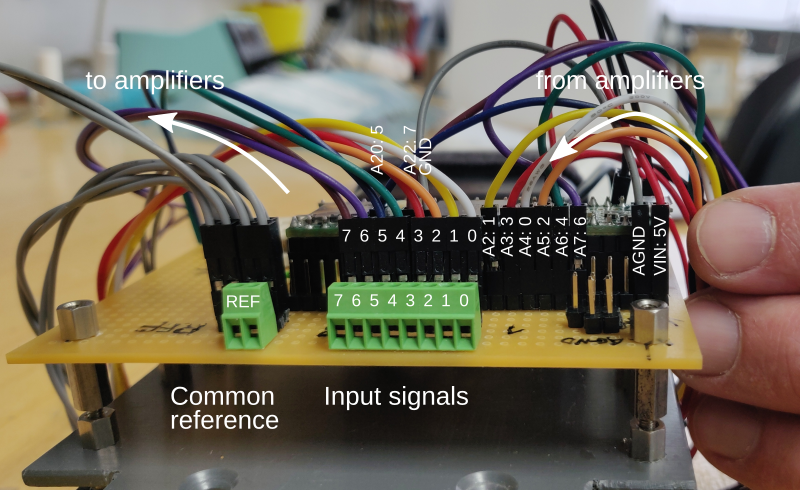 to amplifiers
from amplifiers
A20: 5
A22: 7
GND
7 6 5 4 3 2 1 0
A2: 1
A3: 3
A4: 0
A5: 2
A6: 4
A7: 6
AGND
VIN: 5V
REF
7 6 5 4 3 2 1 0
Common
reference
Input signals